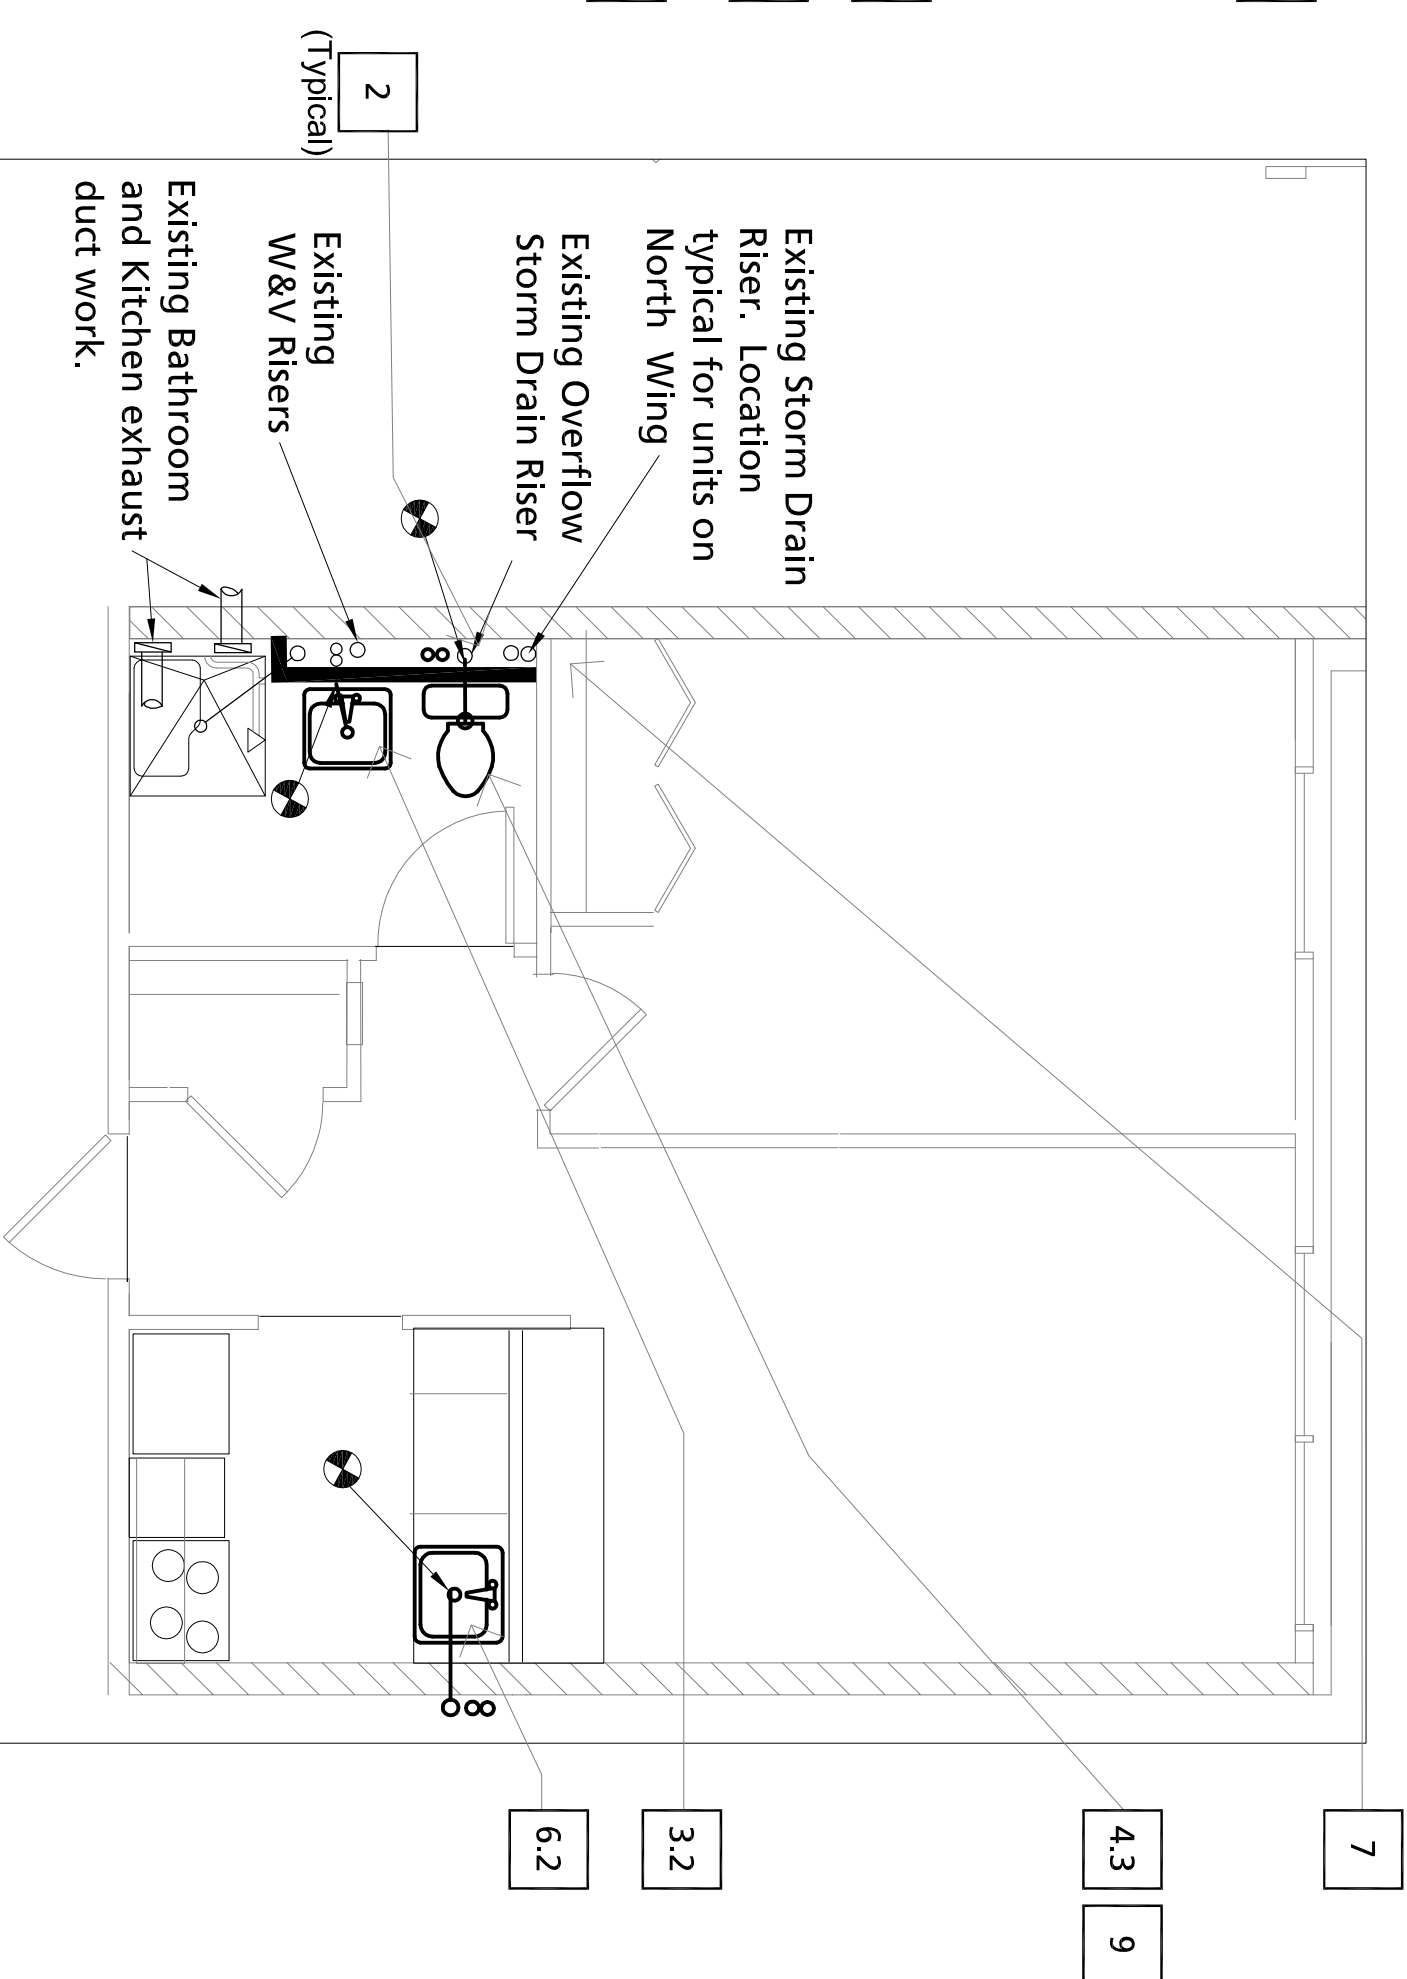 2
(Typical)
Existing Storm Drain
Riser.  Location
typical for units on
North  Wing
Existing Overflow
Storm Drain Riser
Existing
W&V Risers
Existing Bathroom
and Kitchen exhaust
duct work.
7
4.3
9
3.2
6.2